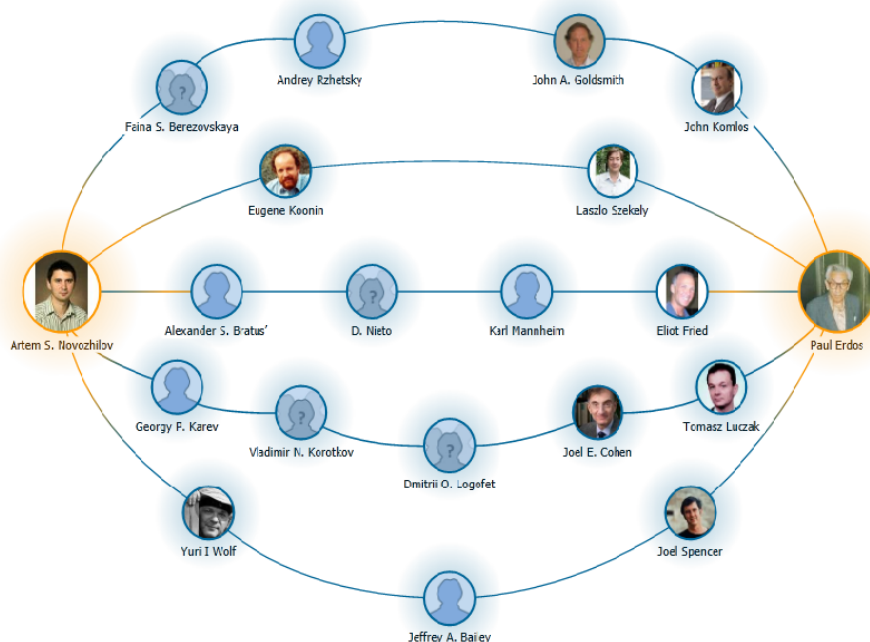 Andrey Rzhetsky
John A. Goldsmith
Faina S. Berezovskaya
John Komlos
Eugene Koonin
Laszlo Szekely
Artem S. Novozhilov
Alexander S. Bratus'
D. Nieto
Karl Mannheim
Eliot Fried
Paul Erdos
Georgy P. Karev
Vladimir N. Korotkov
Dmitrii O. Logofet
Joel E. Cohen
Tomasz Luczak
Yuri I Wolf
Joel Spencer
Jeffrey A. Bailey